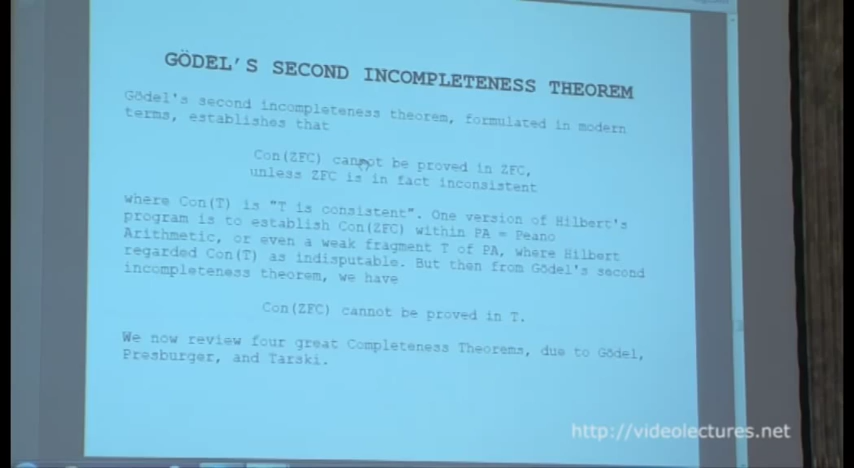 GÖDEL'S SECOND INCOMPLETENESS THEOREM
Gödel's second incompleteness theorem, formulated in modern
terms, establishes that
Con(ZFC) cannot be proved in ZFC,
unless ZFC is in fact inconsistent
where Con(T) is "T is consistent". One version of Hilbert's
program is to establish Con(ZFC) within PA = Peano
Arithmetic, or even a weak fragment T of PA, where Hilbert
regarded Con(T) as indisputable. But then from Gödel's second
incompleteness theorem, we have
Con(ZFC) cannot be proved in T.
We now review four great Completeness Theorems, due to Gödel,
Presburger, and Tarski.
http://videolectures.net